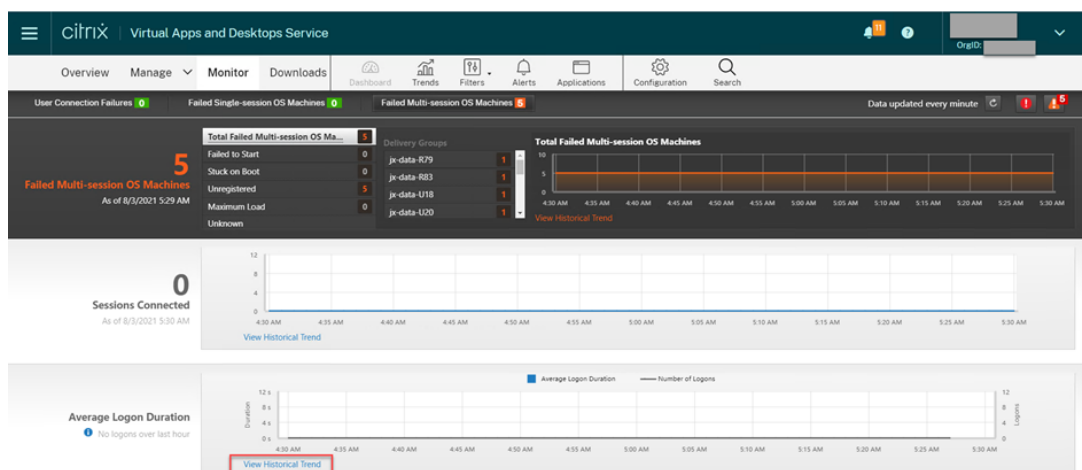 citrix | Virtual Apps and Desktops Service
11
OrgID:
Overview Manage Monitor Downloads Dashboard Trends Filters Alerts Applications Configuration Search
User Connection Failures 0 Failed Single-session OS Machines 0 Failed Multi-session OS Machines 5 Data updated every minute 5
5
Failed Multi-session OS Machines
As of 8/3/2021 5:29 AM
Total Failed Multi-session OS Ma... 5
Failed to Start 0
Stuck on Boot 0
Unregistered 5
Maximum Load 0
Unknown
Delivery Groups
jx-data-R79 1
jx-data-R83 1
jx-data-U18 1
jx-data-U20 1
Total Failed Multi-session OS Machines
10
5
0
4:30 AM 4:35 AM 4:40 AM 4:45 AM 4:50 AM 4:55 AM 5:00 AM 5:05 AM 5:10 AM 5:15 AM 5:20 AM 5:25 AM 5:30 AM
View Historical Trend
0
Sessions Connected
As of 8/3/2021 5:30 AM
12
8
4
0
4:30 AM 4:35 AM 4:40 AM 4:45 AM 4:50 AM 4:55 AM 5:00 AM 5:05 AM 5:10 AM 5:15 AM 5:20 AM 5:25 AM 5:30 AM
View Historical Trend
Average Logon Duration
No logons over last hour
Average Logon Duration Number of Logons
Duration
12 s
8 s
4 s
0 s
12
8
4
0
Logons
4:30 AM 4:35 AM 4:40 AM 4:45 AM 4:50 AM 4:55 AM 5:00 AM 5:05 AM 5:10 AM 5:15 AM 5:20 AM 5:25 AM 5:30 AM
View Historical Trend